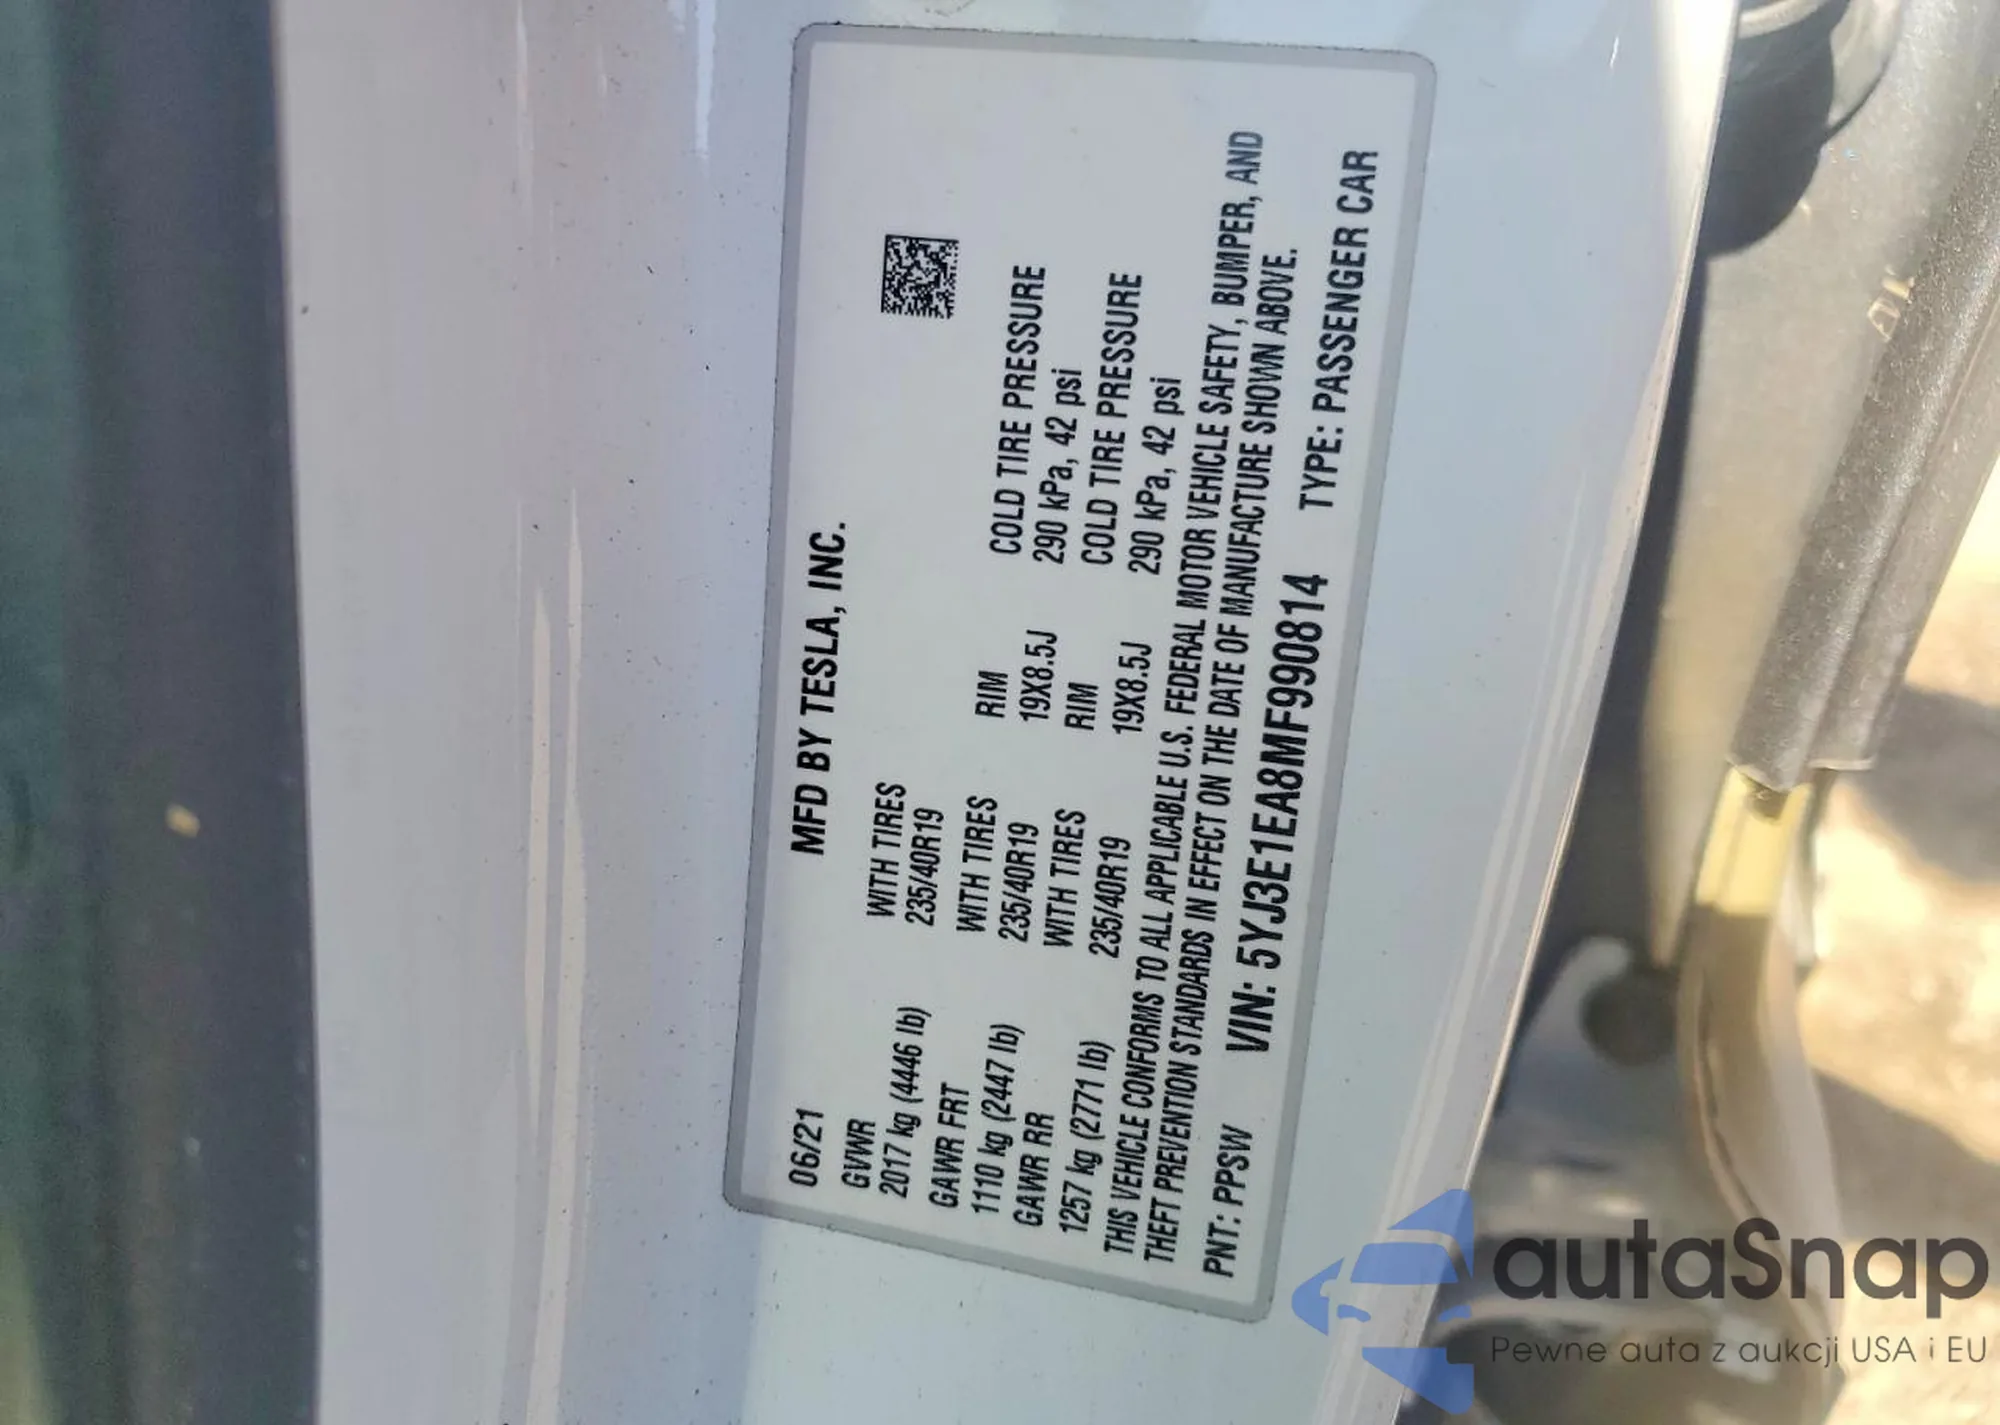 06/21 MFD BY TESLA, INC.
GVWR WITH TIRES
2017 kg (4446 lb) 235/40R19
GAWR FRT WITH TIRES RIM COLD TIRE PRESSURE
1110 kg (2447 lb) 235/40R19 19X8.5J 290 kPa, 42 psi
GAWR RR WITH TIRES RIM COLD TIRE PRESSURE
1257 kg (2771 lb) 235/40R19 19X8.5J 290 kPa, 42 psi
THIS VEHICLE CONFORMS TO ALL APPLICABLE U.S. FEDERAL MOTOR VEHICLE SAFETY, BUMPER, AND
THEFT PREVENTION STANDARDS IN EFFECT ON THE DATE OF MANUFACTURE SHOWN ABOVE.
PNT: PPSW VIN: 5YJ3E1EA8MF990814 TYPE: PASSENGER CAR
autaSnap
Pewne auta z aukcji USA i EU